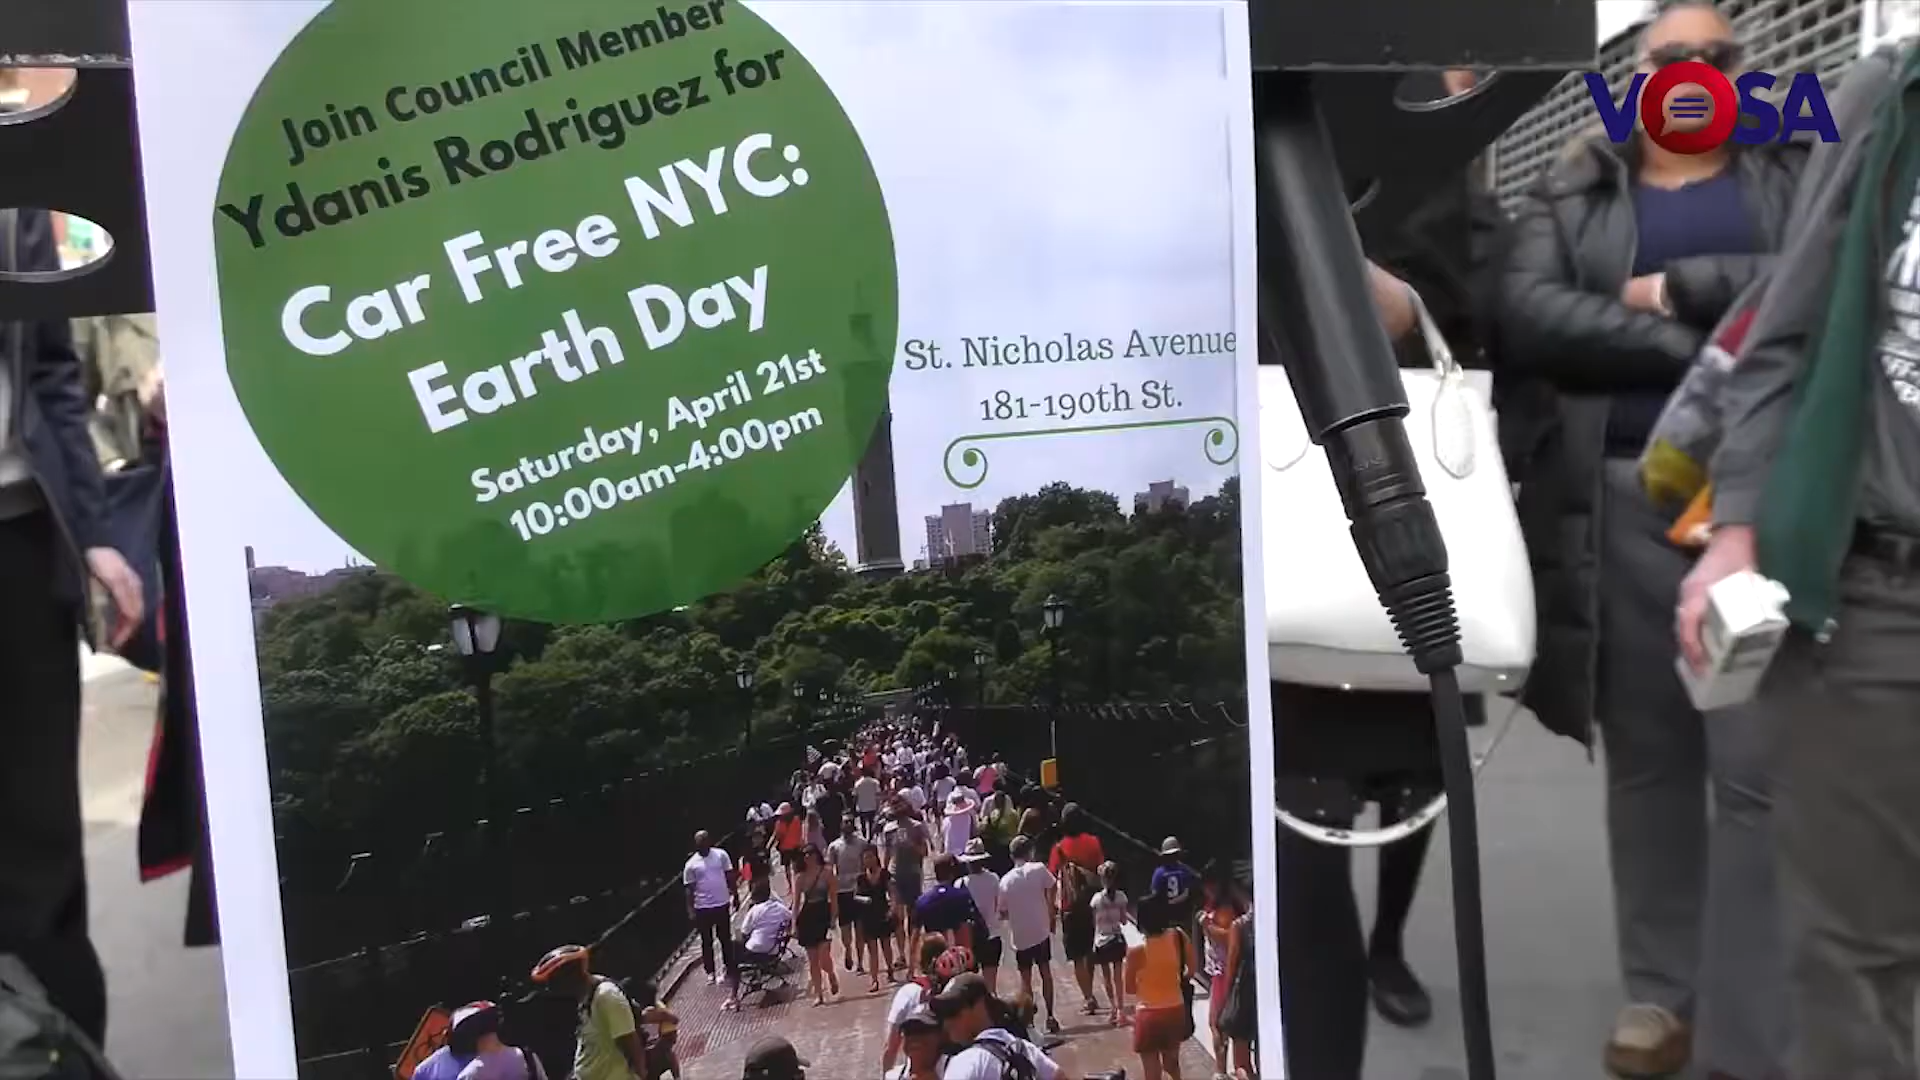 Join Council Member
Ydanis Rodriguez for
Car Free NYC:
Earth Day
Saturday, April 21st
10:00am-4:00pm
St. Nicholas Avenue
181-190th St.
VOSA
9